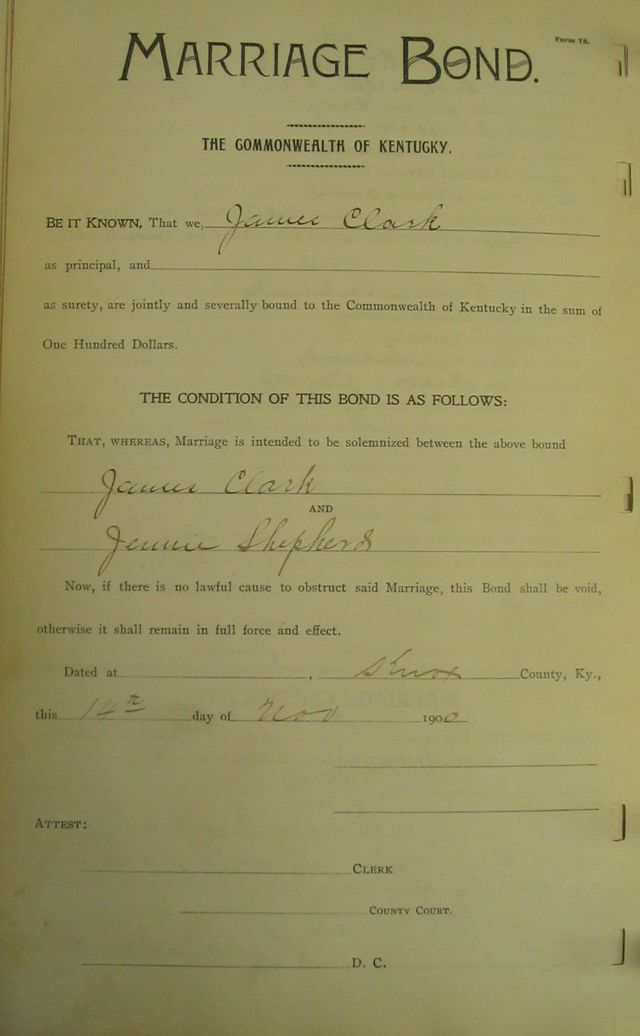 Form 78.
MARRIAGE BOND.
THE COMMONWEALTH OF KENTUCKY.
BE IT KNOWN, That we, James Clark
as principal, and
as surety, are jointly and severally bound to the Commonwealth of Kentucky in the sum of
One Hundred Dollars.
THE CONDITION OF THIS BOND IS AS FOLLOWS:
THAT, WHEREAS, Marriage is intended to be solemnized between the above bound
James Clark
AND
Jennie Shepherd
Now, if there is no lawful cause to obstruct said Marriage, this Bond shall be void,
otherwise it shall remain in full force and effect.
Dated at , Knox County, Ky.,
this 14th day of Nov 1900
ATTEST:
CLERK
COUNTY COURT.
D. C.